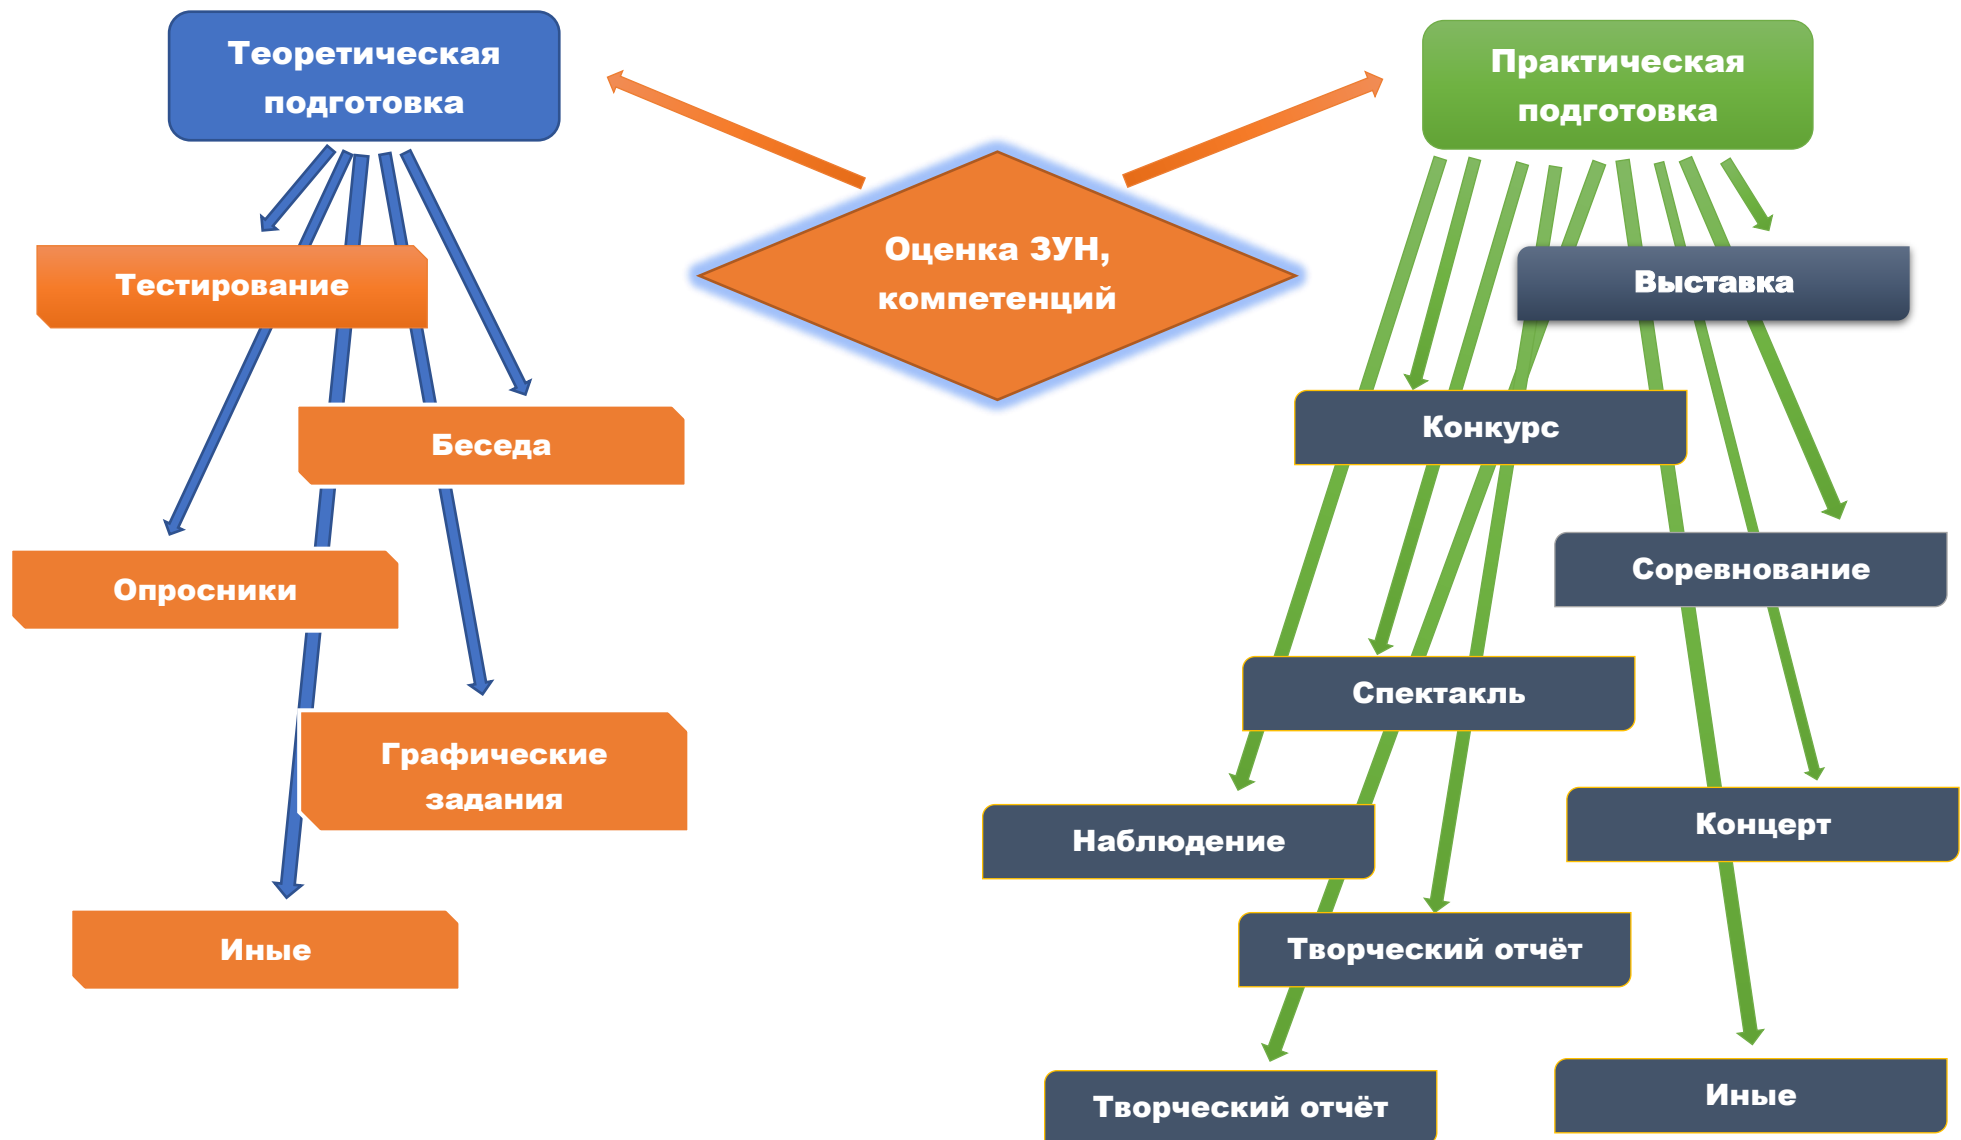 Теоретическая
подготовка
Практическая
подготовка
Оценка ЗУН,
компетенций
Тестирование
Выставка
Беседа
Конкурс
Опросники
Соревнование
Спектакль
Графические
задания
Наблюдение
Концерт
Иные
Творческий отчёт
Творческий отчёт
Иные